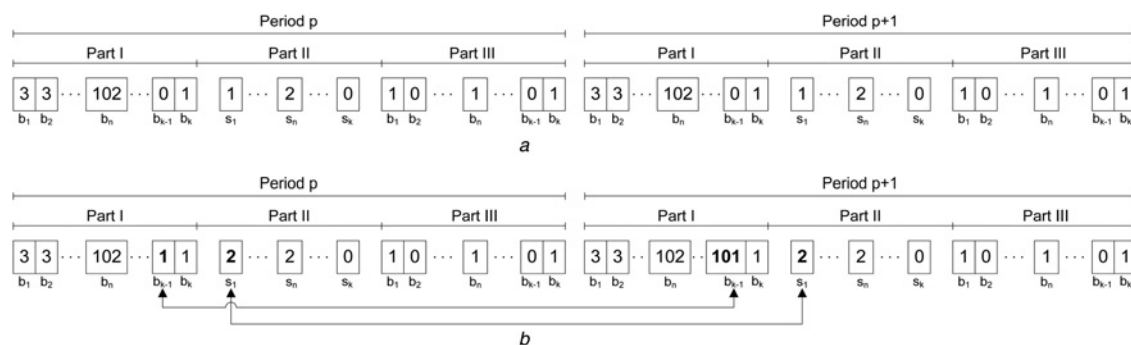 Period p Period p+1
Part I Part II Part III Part I Part II Part III
3 3 ··· 102 ··· 0 1 1 ··· 2 ··· 0 1 0 ··· 1 ··· 0 1 3 3 ··· 102 ··· 0 1 1 ··· 2 ··· 0 1 0 ··· 1 ··· 0 1
b1 b2 bn bk-1 bk s1 sn sk b1 b2 bn bk-1 bk b1 b2 bn bk-1 bk s1 sn sk b1 b2 bn bk-1 bk
a
Period p Period p+1
Part I Part II Part III Part I Part II Part III
3 3 ··· 102 ··· 1 1 2 ··· 2 ··· 0 1 0 ··· 1 ··· 0 1 3 3 ··· 102 ·· 101 1 2 ··· 2 ··· 0 1 0 ··· 1 ··· 0 1
b1 b2 bn bk-1 bk s1 sn sk b1 b2 bn bk-1 bk b1 b2 bn bk-1 bk s1 sn sk b1 b2 bn bk-1 bk
b